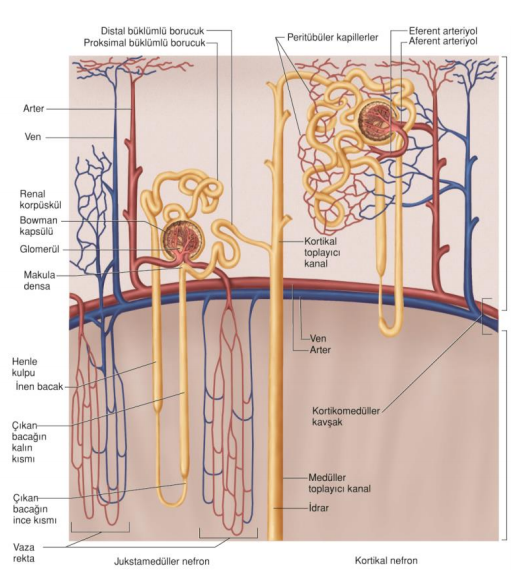 Distal büklümlü borucuk
Proksimal büklümlü borucuk
Peritübüler kapillerler
Eferent arteriyol
Aferent arteriyol
Arter
Ven
Renal
korpüskül
Bowman
kapsülü
Glomerül
Makula
densa
Kortikal
toplayıcı
kanal
Ven
Arter
Henle
kulpu
İnen bacak
Çıkan
bacağın
kalın
kısmı
Kortikomedüller
kavşak
Çıkan
bacağın
ince kısmı
Medüller
toplayıcı kanal
İdrar
Vaza
rekta
Jukstamedüller nefron
Kortikal nefron